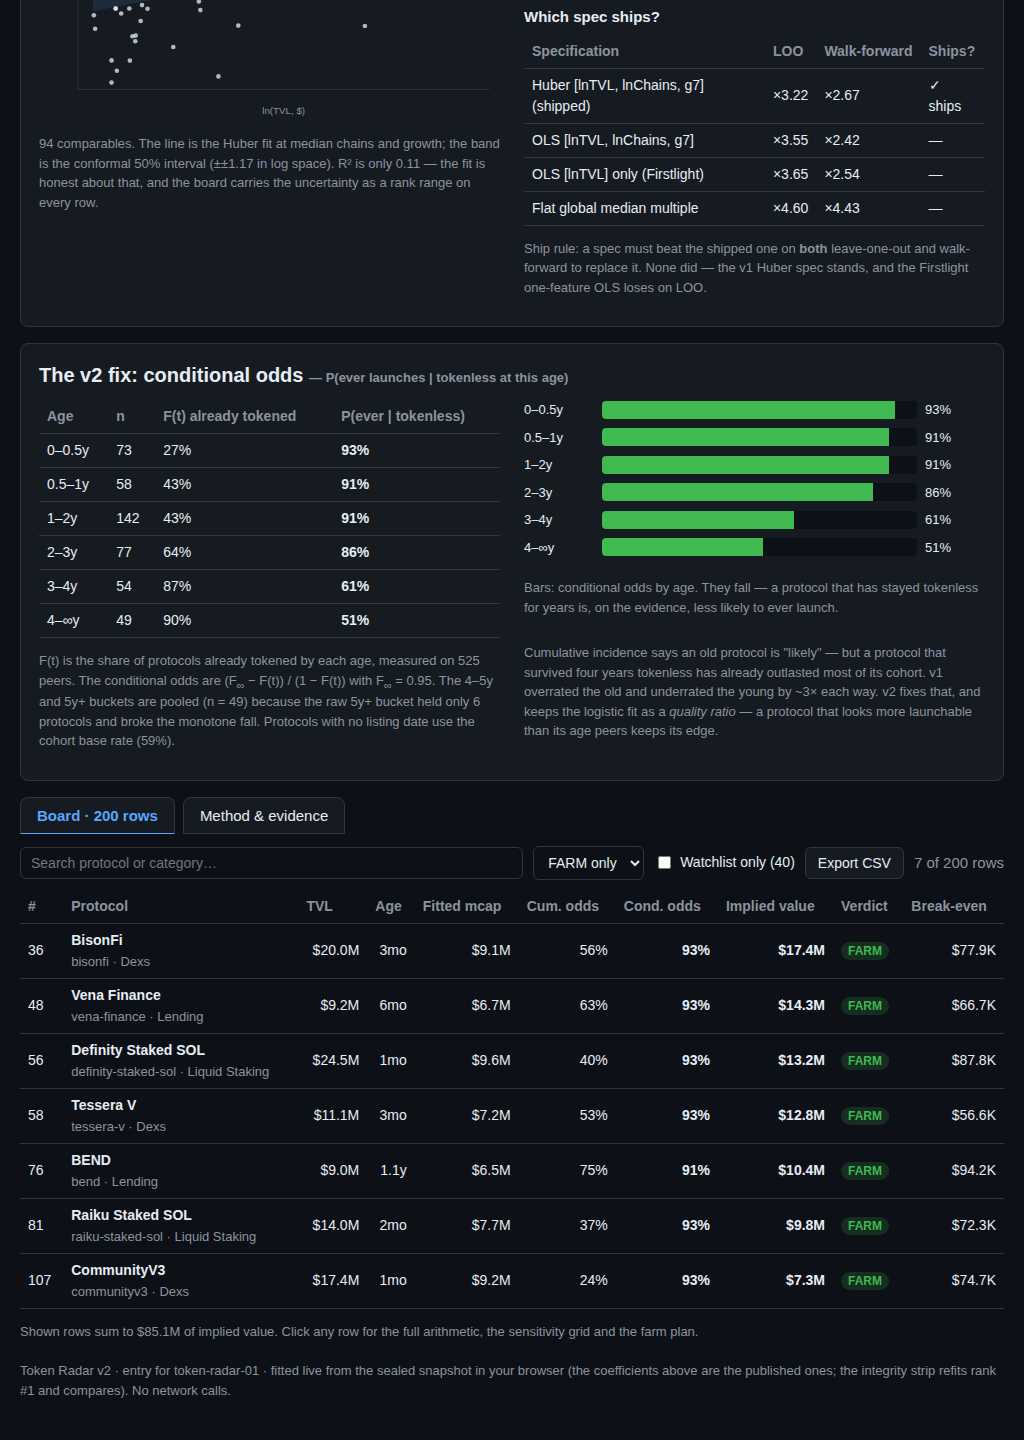 ln(TVL, $)
94 comparables. The line is the Huber fit at median chains and growth; the band
is the conformal 50% interval (±±1.17 in log space). R² is only 0.11 — the fit is
honest about that, and the board carries the uncertainty as a rank range on
every row.
Which spec ships?
Specification LOO Walk-forward Ships?
Huber [lnTVL, lnChains, g7]
(shipped) ×3.22 ×2.67 ✓
ships
OLS [lnTVL, lnChains, g7] ×3.55 ×2.42 —
OLS [lnTVL] only (Firstlight) ×3.65 ×2.54 —
Flat global median multiple ×4.60 ×4.43 —
Ship rule: a spec must beat the shipped one on both leave-one-out and walk-
forward to replace it. None did — the v1 Huber spec stands, and the Firstlight
one-feature OLS loses on LOO.
The v2 fix: conditional odds — P(ever launches | tokenless at this age)
Age n F(t) already tokened P(ever | tokenless)
0–0.5y 73 27% 93%
0.5–1y 58 43% 91%
1–2y 142 43% 91%
2–3y 77 64% 86%
3–4y 54 87% 61%
4–∞y 49 90% 51%
F(t) is the share of protocols already tokened by each age, measured on 525
peers. The conditional odds are (F∞ − F(t)) / (1 − F(t)) with F∞ = 0.95. The 4–5y
and 5y+ buckets are pooled (n = 49) because the raw 5y+ bucket held only 6
protocols and broke the monotone fall. Protocols with no listing date use the
cohort base rate (59%).
0–0.5y 93%
0.5–1y 91%
1–2y 91%
2–3y 86%
3–4y 61%
4–∞y 51%
Bars: conditional odds by age. They fall — a protocol that has stayed tokenless
for years is, on the evidence, less likely to ever launch.
Cumulative incidence says an old protocol is "likely" — but a protocol that
survived four years tokenless has already outlasted most of its cohort. v1
overrated the old and underrated the young by ~3× each way. v2 fixes that, and
keeps the logistic fit as a quality ratio — a protocol that looks more launchable
than its age peers keeps its edge.
Board · 200 rows Method & evidence
Search protocol or category… FARM only Watchlist only (40) Export CSV 7 of 200 rows
# Protocol TVL Age Fitted mcap Cum. odds Cond. odds Implied value Verdict Break-even
36 BisonFi $20.0M 3mo $9.1M 56% 93% $17.4M FARM $77.9K
bisonfi · Dexs
48 Vena Finance $9.2M 6mo $6.7M 63% 93% $14.3M FARM $66.7K
vena-finance · Lending
56 Definity Staked SOL $24.5M 1mo $9.6M 40% 93% $13.2M FARM $87.8K
definity-staked-sol · Liquid Staking
58 Tessera V $11.1M 3mo $7.2M 53% 93% $12.8M FARM $56.6K
tessera-v · Dexs
76 BEND $9.0M 1.1y $6.5M 75% 91% $10.4M FARM $94.2K
bend · Lending
81 Raiku Staked SOL $14.0M 2mo $7.7M 37% 93% $9.8M FARM $72.3K
raiku-staked-sol · Liquid Staking
107 CommunityV3 $17.4M 1mo $9.2M 24% 93% $7.3M FARM $74.7K
communityv3 · Dexs
Shown rows sum to $85.1M of implied value. Click any row for the full arithmetic, the sensitivity grid and the farm plan.
Token Radar v2 · entry for token-radar-01 · fitted live from the sealed snapshot in your browser (the coefficients above are the published ones; the integrity strip refits rank
#1 and compares). No network calls.